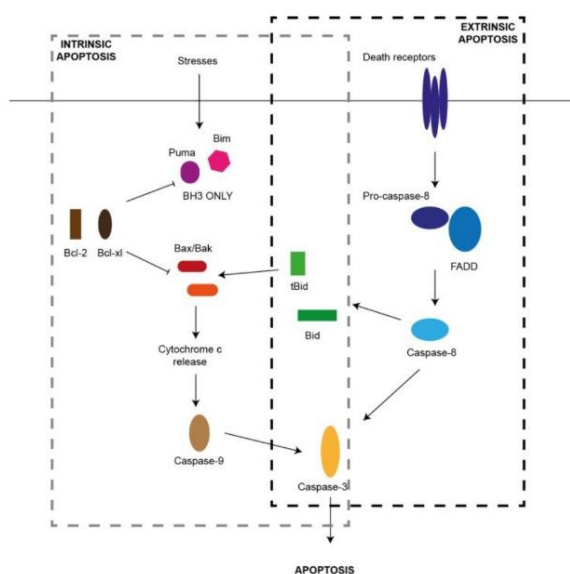 INTRINSIC
APOPTOSIS
EXTRINSIC
APOPTOSIS
Stresses
Death receptors
Bim
Puma
BH3 ONLY
Pro-caspase-8
FADD
Bcl-2
Bcl-xl
Bax/Bak
tBid
Bid
Caspase-8
Cytochrome c
release
Caspase-9
Caspase-3
APOPTOSIS